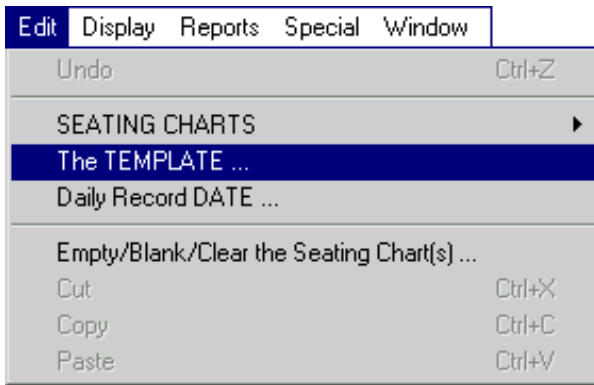 Edit Display Reports Special Window
Undo Ctrl+Z
SEATING CHARTS
The TEMPLATE ...
Daily Record DATE ...
Empty/Blank/Clear the Seating Chart(s) ...
Cut Ctrl+X
Copy Ctrl+C
Paste Ctrl+V